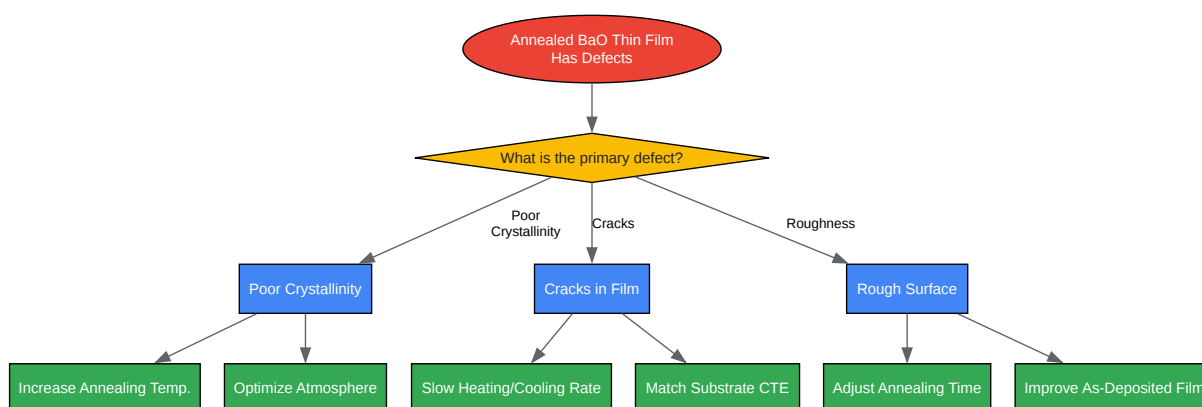 Annealed BaO Thin Film
Has Defects
What is the primary defect?
Poor
Crystallinity
Cracks
Roughness
Poor Crystallinity
Cracks in Film
Rough Surface
Increase Annealing Temp.
Optimize Atmosphere
Slow Heating/Cooling Rate
Match Substrate CTE
Adjust Annealing Time
Improve As-Deposited Film